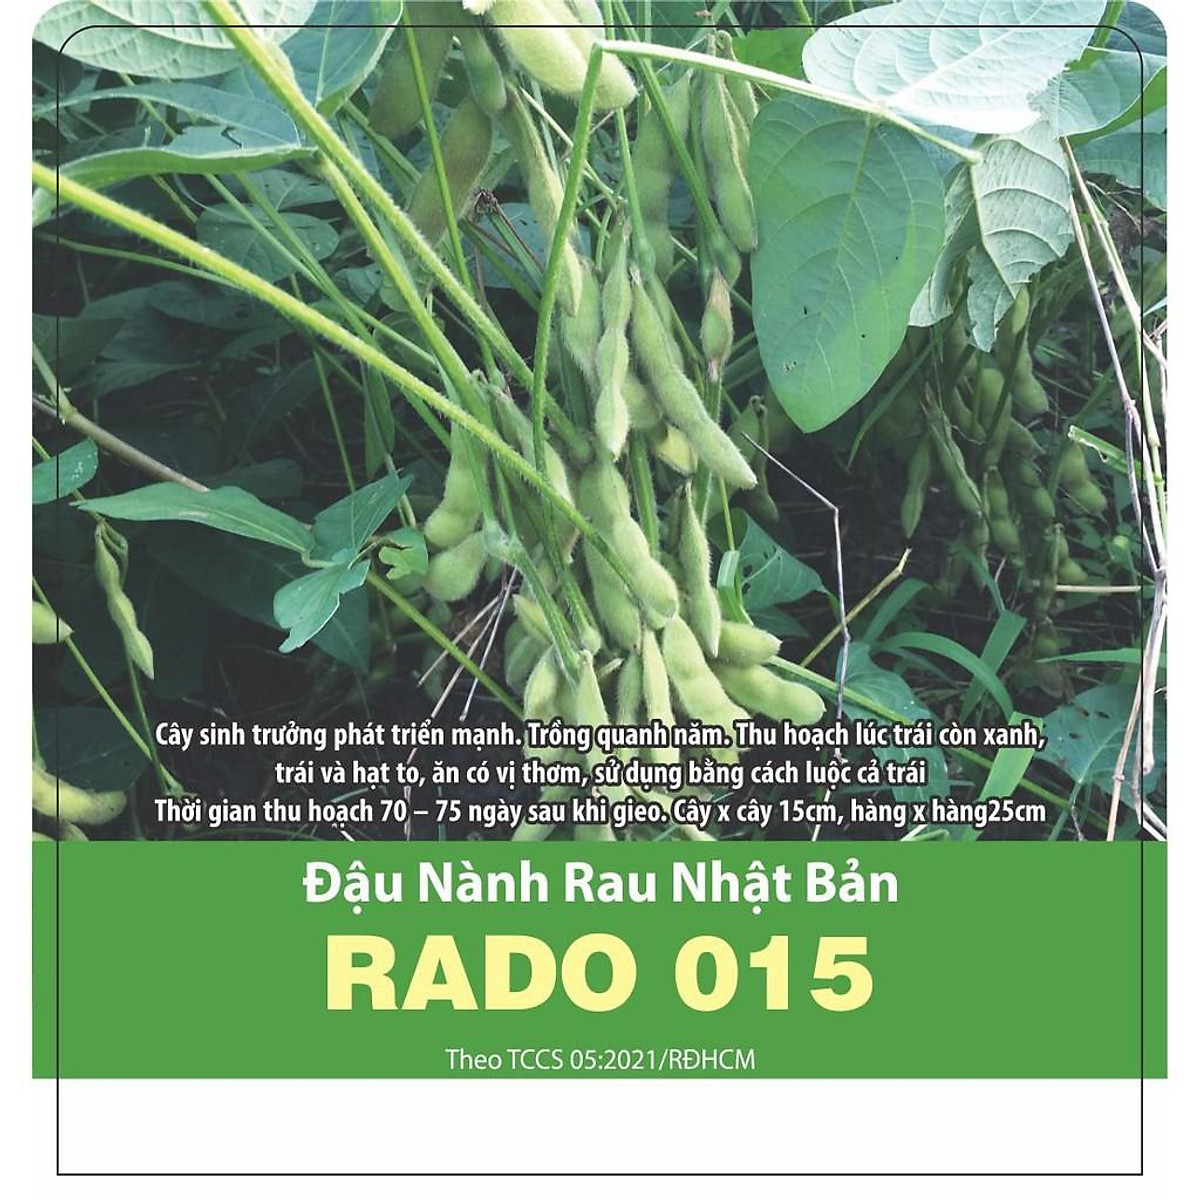 Cây sinh trưởng phát triển mạnh. Trồng quanh năm. Thu hoạch lúc trái còn xanh,
trái và hạt to, ăn có vị thơm, sử dụng bằng cách luộc cả trái
Thời gian thu hoạch 70 – 75 ngày sau khi gieo. Cây x cây 15cm, hàng x hàng25cm
Đậu Nành Rau Nhật Bản
RADO 015
Theo TCCS 05:2021/RĐHCM